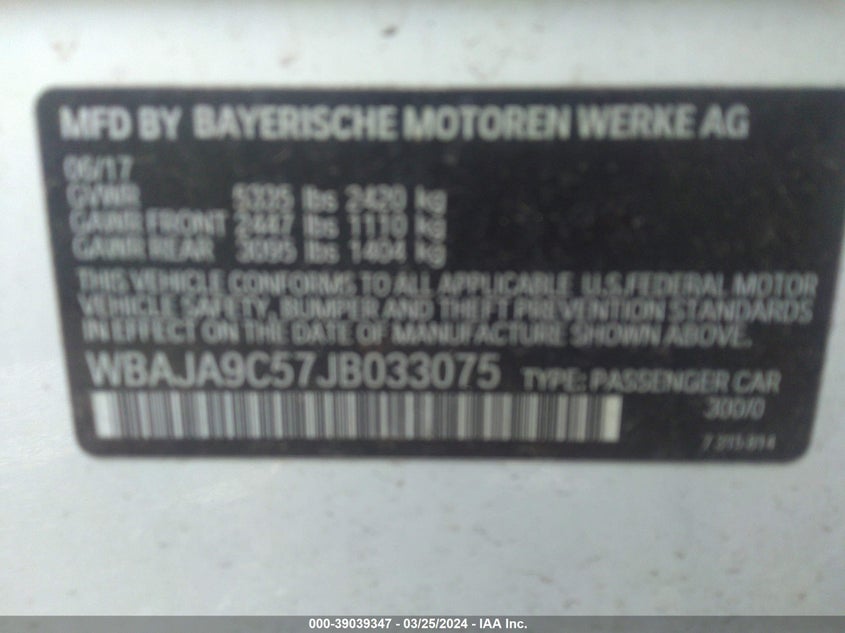 MFD BY BAYERISCHE MOTOREN WERKE AG
06/17
GVWR 5335 lbs 2420 kg
GAWR FRONT 2447 lbs 1110 kg
GAWR REAR 3095 lbs 1404 kg
THIS VEHICLE CONFORMS TO ALL APPLICABLE U.S.FEDERAL MOTOR
VEHICLE SAFETY, BUMPER AND THEFT PREVENTION STANDARDS
IN EFFECT ON THE DATE OF MANUFACTURE SHOWN ABOVE.
WBAJA9C57JB033075 TYPE: PASSENGER CAR
300/0
000-39039347 - 03/25/2024 - IAA Inc.